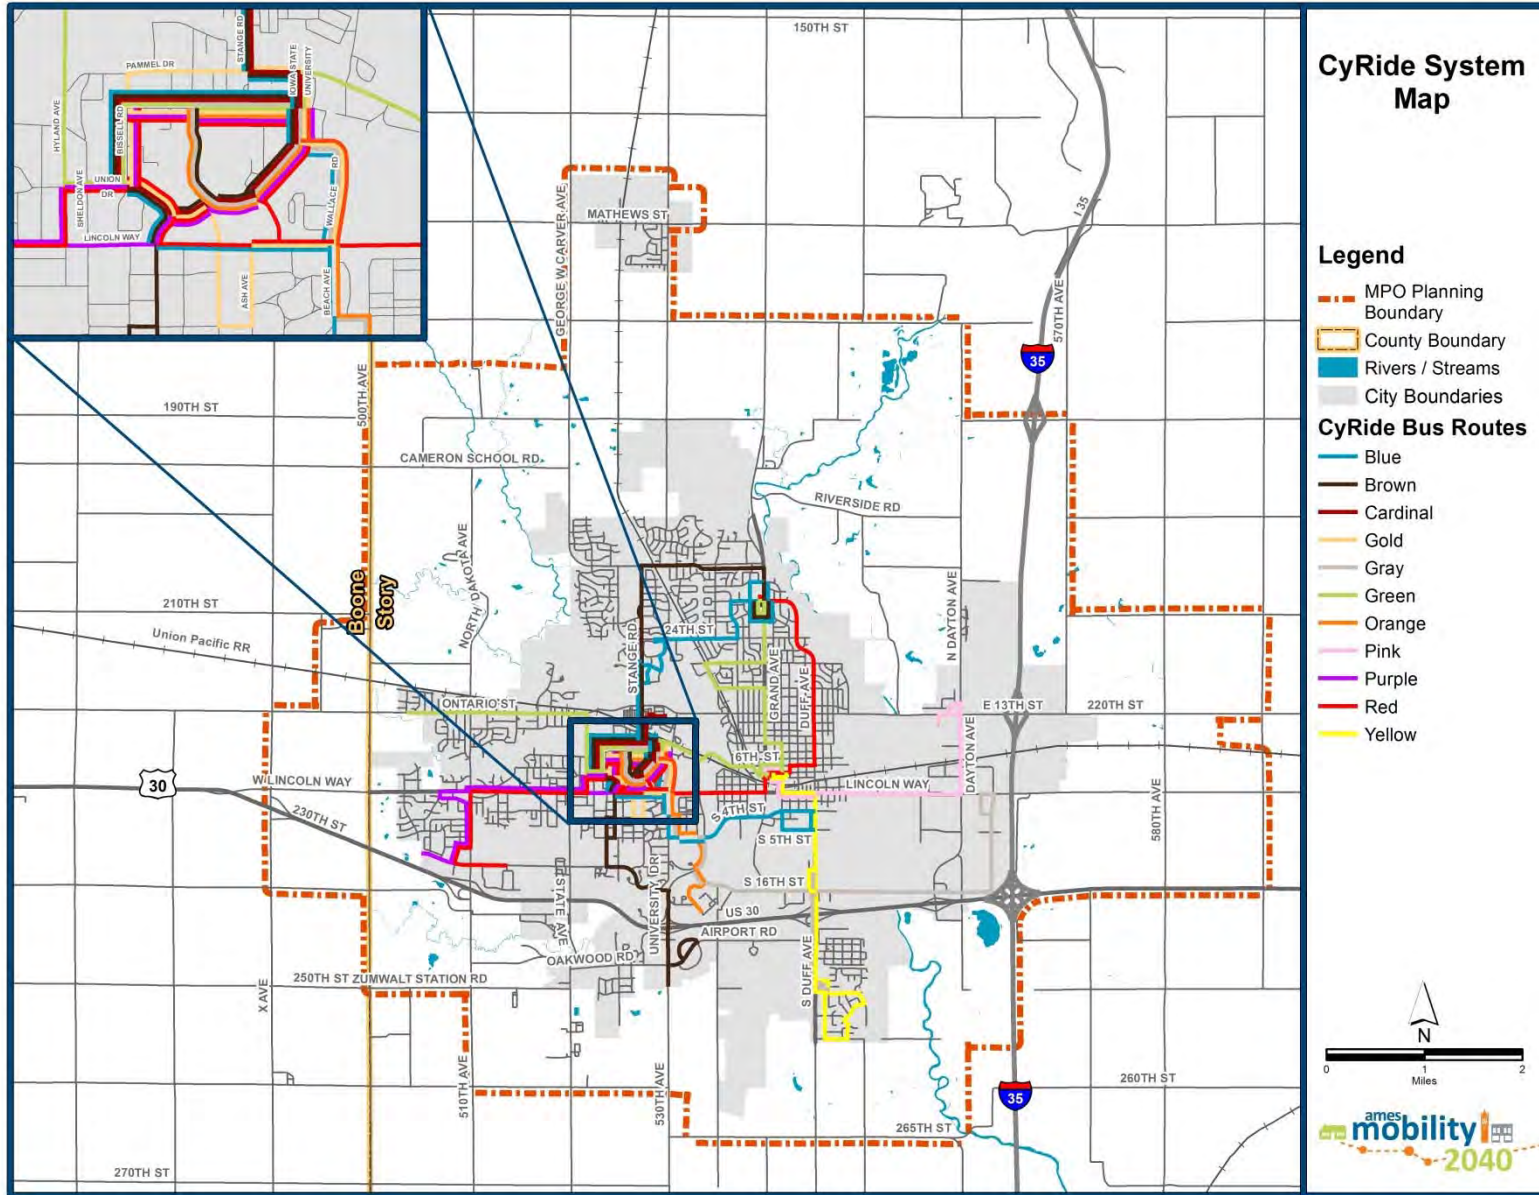 CyRide System
Map
Legend
MPO Planning
Boundary
County Boundary
Rivers / Streams
City Boundaries
CyRide Bus Routes
Blue
Brown
Cardinal
Gold
Gray
Green
Orange
Pink
Purple
Red
Yellow
N
0 1 2
Miles
ames
mobility
2040
STANGE RD
PAMMEL DR
IOWA STATE
UNIVERSITY
HYLAND AVE
BISSELL RD
UNION
DR
SHELDON AVE
WALLACE RD
LINCOLN WAY
ASH AVE
BEACH AVE
150TH ST
GEORGE W CARVER AVE
MATHEWS ST
I 35
570TH AVE
35
500TH AVE
190TH ST
CAMERON SCHOOL RD
RIVERSIDE RD
NORTH DAKOTA AVE
N DAYTON AVE
210TH ST
Boone
Story
Union Pacific RR
24TH ST
STANGE RD
GRAND AVE
DUFF AVE
ONTARIO ST
E 13TH ST
220TH ST
6TH ST
W LINCOLN WAY
LINCOLN WAY
DAYTON AVE
30
230TH ST
S 4TH ST
S 5TH ST
580TH AVE
STATE AVE
UNIVERSITY DR
S 16TH ST
US 30
AIRPORT RD
OAKWOOD RD
250TH ST ZUMWALT STATION RD
X AVE
S DUFF AVE
510TH AVE
530TH AVE
260TH ST
35
265TH ST
270TH ST